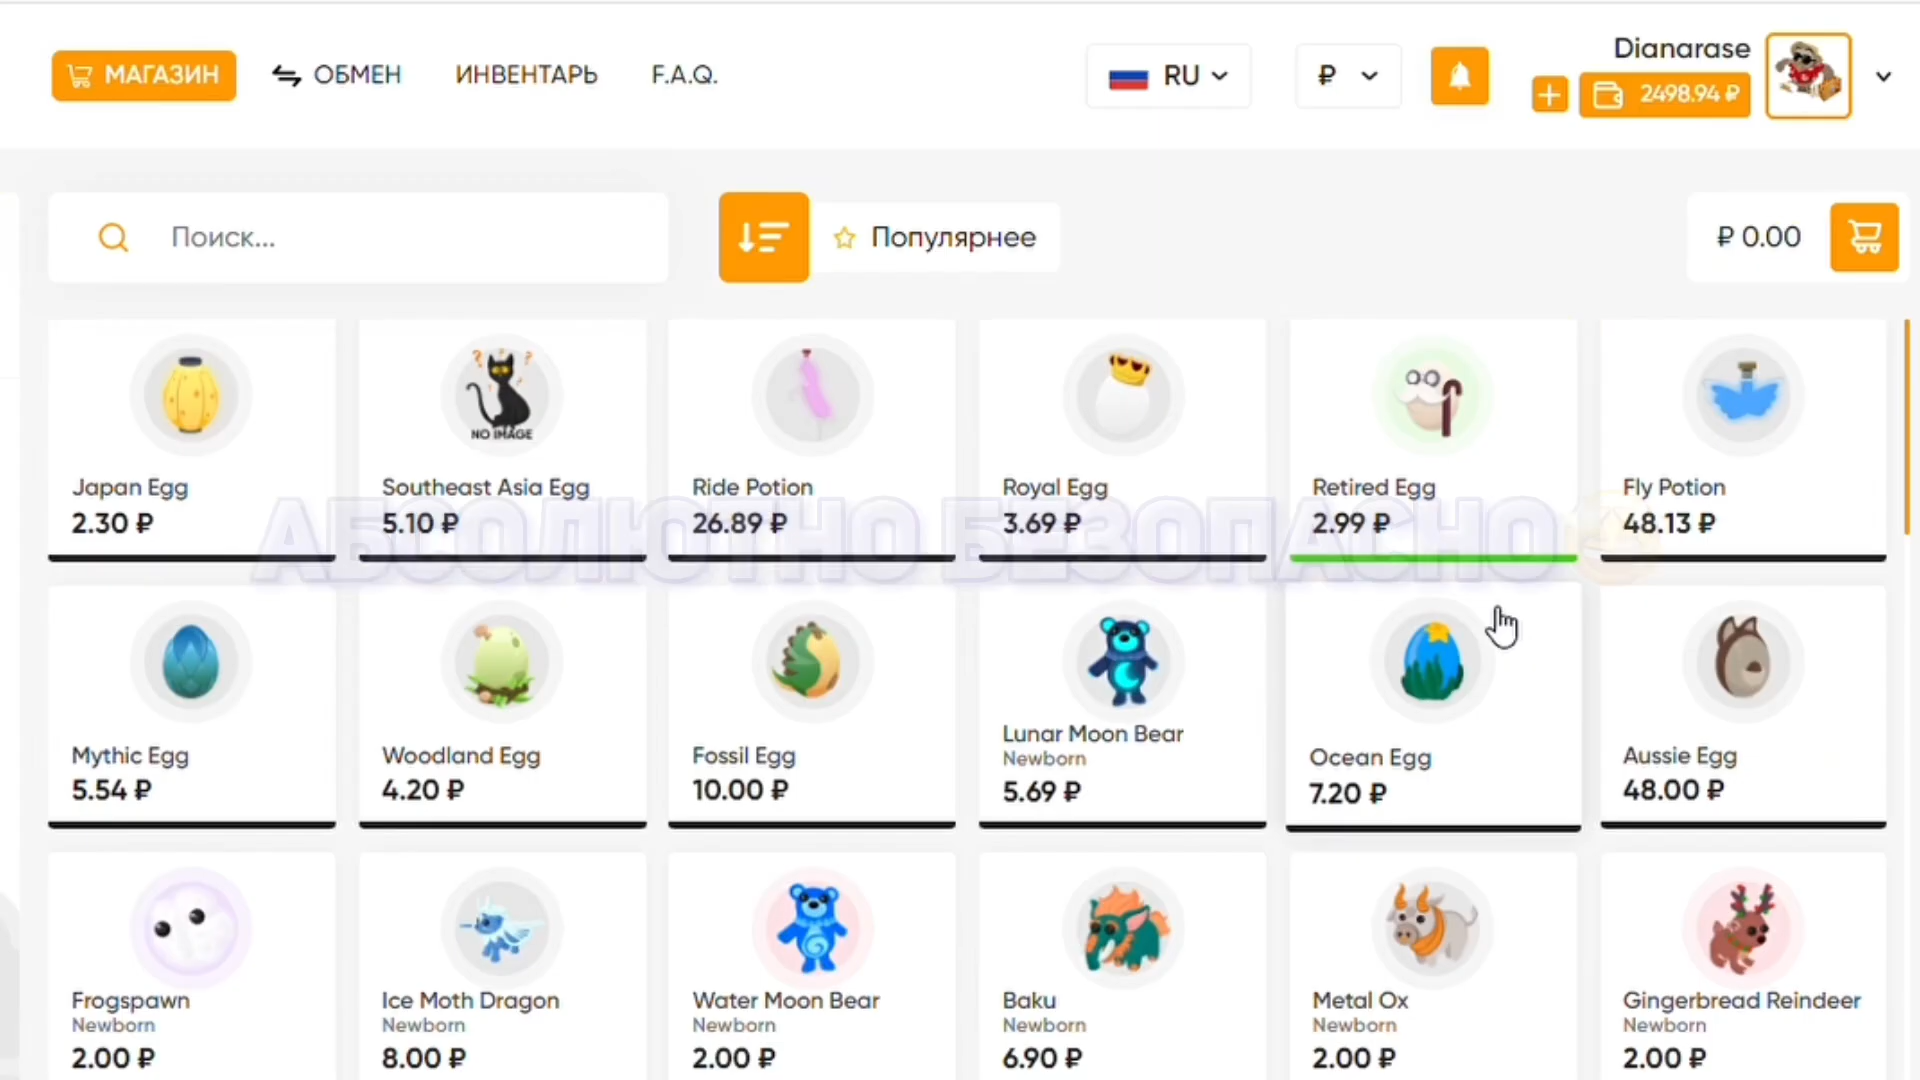 МАГАЗИН
ОБМЕН
ИНВЕНТАРЬ
F.A.Q.
RU
₽
Dianarase
2498.94 ₽
Поиск...
Популярнее
₽ 0.00
NO IMAGE
Japan Egg
2.30 ₽
Southeast Asia Egg
5.10 ₽
Ride Potion
26.89 ₽
Royal Egg
3.69 ₽
Retired Egg
2.99 ₽
Fly Potion
48.13 ₽
АБСОЛЮТНО БЕЗОПАСНО
Mythic Egg
5.54 ₽
Woodland Egg
4.20 ₽
Fossil Egg
10.00 ₽
Lunar Moon Bear
Newborn
5.69 ₽
Ocean Egg
7.20 ₽
Aussie Egg
48.00 ₽
Frogspawn
Newborn
2.00 ₽
Ice Moth Dragon
Newborn
8.00 ₽
Water Moon Bear
Newborn
2.00 ₽
Baku
Newborn
6.90 ₽
Metal Ox
Newborn
2.00 ₽
Gingerbread Reindeer
Newborn
2.00 ₽